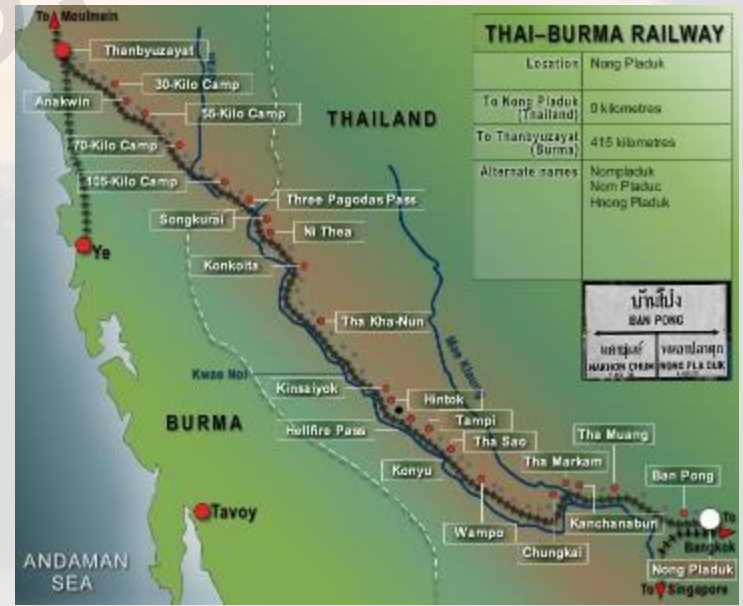 To Moulmein
THAI–BURMA RAILWAY
Location Nong Pladuk
To Nong Pladuk
(Thailand)
0 kilometres
To Thanbyuzayat
(Burma)
415 kilometres
Alternate names
Nompladuk
Nom Pladuc
Hnong Pladuk
บ้านโป่ง
BAN PONG
NAKHON CHUM
NONG PLA DUK
Thanbyuzayat
30-Kilo Camp
Anakwin
55-Kilo Camp
THAILAND
70-Kilo Camp
105-Kilo Camp
Three Pagodas Pass
Songkurai
Ni Thea
Ye
Konkoita
Tha Kha-Nun
Kwae Noi
Kinsaiyok
Hintok
BURMA
Hellfire Pass
Tampi
Tha Sao
Tha Muang
Konyu
Tha Markam
Ban Pong
Tavoy
Wampo
Kanchanaburi
To
Bangkok
Chungkai
ANDAMAN
SEA
Nong Pladuk
To Singapore